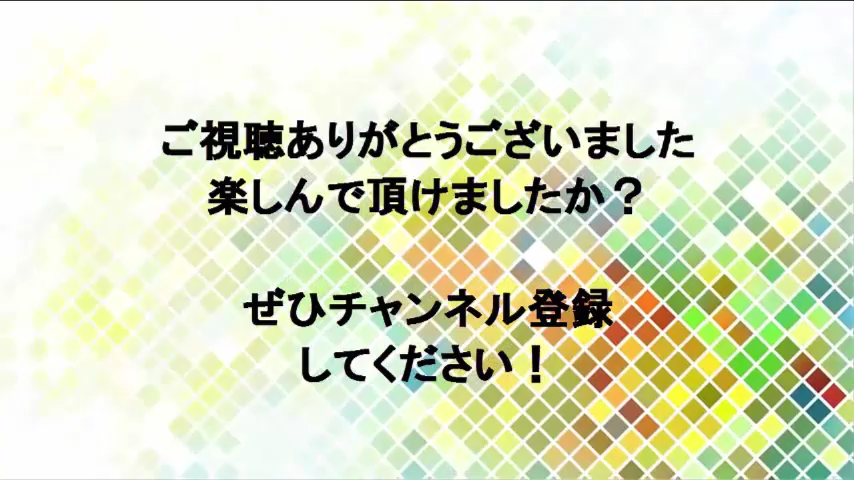 ご視聴ありがとうございました
楽しんで頂けましたか？
ぜひチャンネル登録
してください！